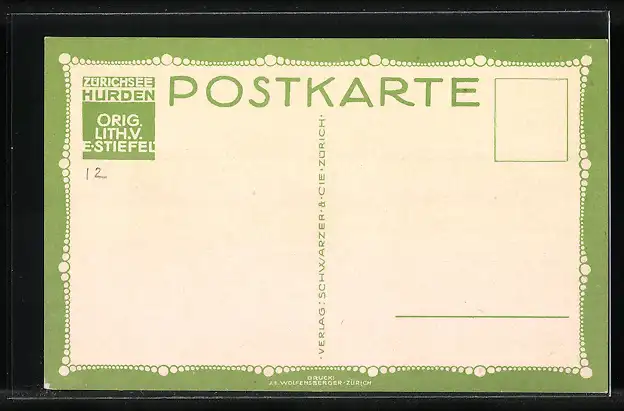 ZÜRICHSEE
HURDEN
ORIG.
LITH.V.
E·STIEFEL
POSTKARTE
12
·VERLAG:SCHWARZER·&·CIE·ZÜRICH·
DRUCK:
J.E. WOLFENSBERGER·ZÜRICH